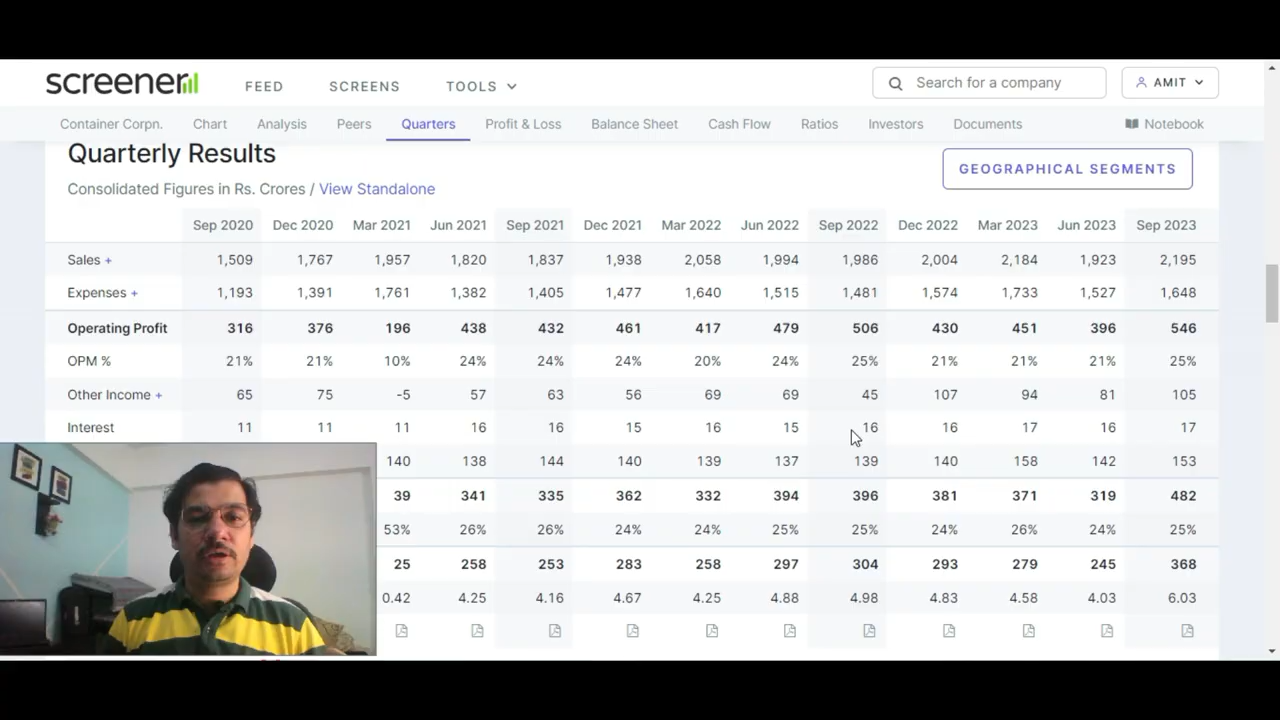 screener FEED SCREENS TOOLS Search for a company AMIT
Container Corpn. Chart Analysis Peers Quarters Profit & Loss Balance Sheet Cash Flow Ratios Investors Documents Notebook
Quarterly Results
GEOGRAPHICAL SEGMENTS
Consolidated Figures in Rs. Crores / View Standalone
Sep 2020 Dec 2020 Mar 2021 Jun 2021 Sep 2021 Dec 2021 Mar 2022 Jun 2022 Sep 2022 Dec 2022 Mar 2023 Jun 2023 Sep 2023
Sales + 1,509 1,767 1,957 1,820 1,837 1,938 2,058 1,994 1,986 2,004 2,184 1,923 2,195
Expenses + 1,193 1,391 1,761 1,382 1,405 1,477 1,640 1,515 1,481 1,574 1,733 1,527 1,648
Operating Profit 316 376 196 438 432 461 417 479 506 430 451 396 546
OPM % 21% 21% 10% 24% 24% 24% 20% 24% 25% 21% 21% 21% 25%
Other Income + 65 75 -5 57 63 56 69 69 45 107 94 81 105
Interest 11 11 11 16 16 15 16 15 16 16 17 16 17
140 138 144 140 139 137 139 140 158 142 153
39 341 335 362 332 394 396 381 371 319 482
53% 26% 26% 24% 24% 25% 25% 24% 26% 24% 25%
25 258 253 283 258 297 304 293 279 245 368
0.42 4.25 4.16 4.67 4.25 4.88 4.98 4.83 4.58 4.03 6.03